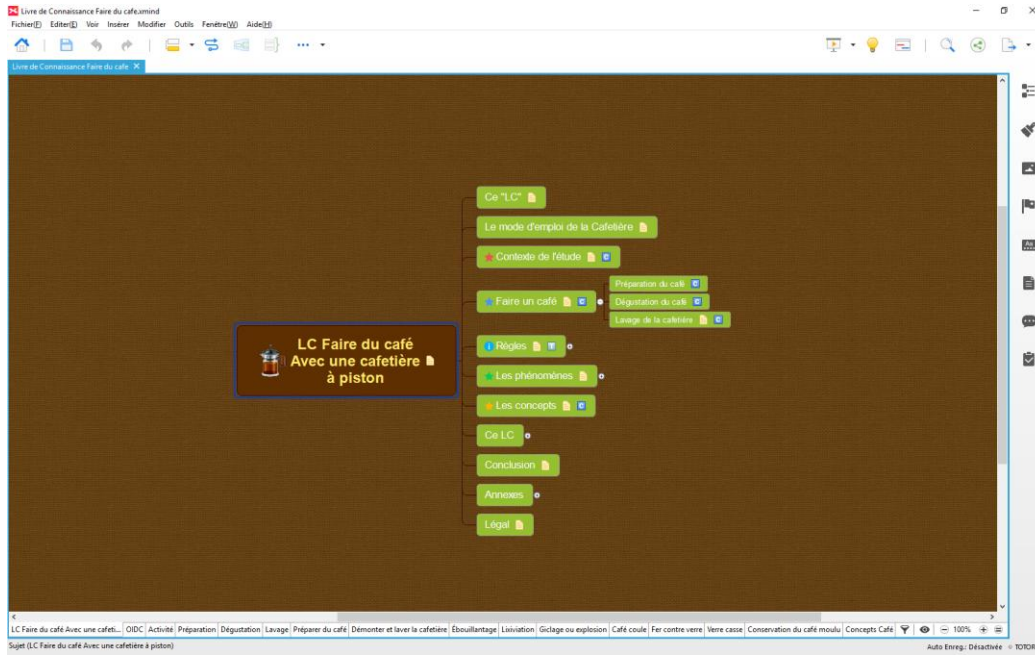 Livre de Connaissance Faire du cafe.xmind
Fichier(F) Editer(E) Voir Insérer Modifier Outils Fenêtre(W) Aide(H)
Livre de Connaissance Faire du cafe
Ce "LC"
Le mode d'emploi de la Cafetière
Contexte de l'étude
Faire un café
Préparation du café
Dégustation du café
Lavage de la cafetière
LC Faire du café
Avec une cafetière
à piston
Règles
Les phénomènes
Les concepts
Ce LC
Conclusion
Annexes
Légal
LC Faire du café Avec une cafeti... OIDC Activité Préparation Dégustation Lavage Préparer du café Démonter et laver la cafetière Ébouillantage Lixiviation Giclage ou explosion Café coule Fer contre verre Verre casse Conservation du café moulu Concepts Café 100%
Sujet (LC Faire du café Avec une cafetière à piston) Auto Enreg.: Désactivée